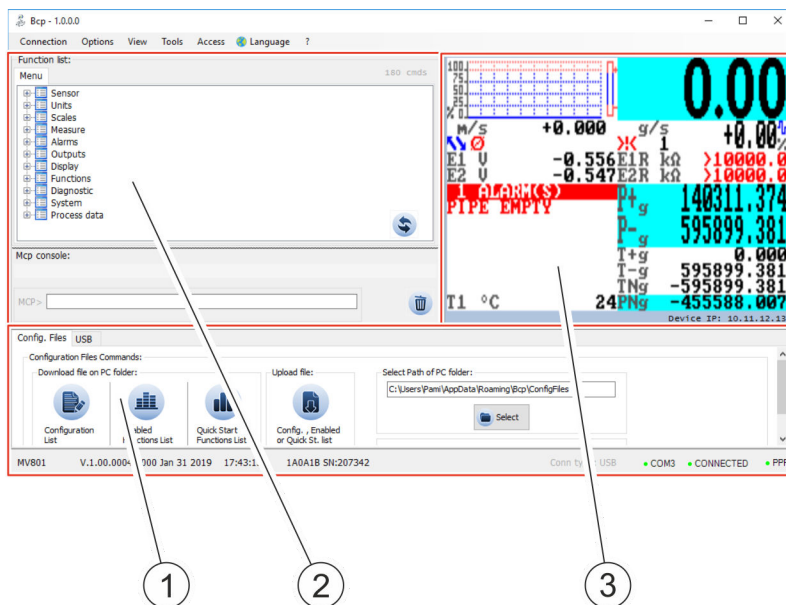 Bcp - 1.0.0.0
Connection Options View Tools Access Language ?
Function list:
Menu
180 cmds
Sensor
Units
Scales
Measure
Alarms
Outputs
Display
Functions
Diagnostic
System
Process data
Mcp console:
MCP>
100.
75.
50.
25.
% 0.
0.00
m/s +0.000 g/s +0.00%
1
E1 V -0.556 E1R kΩ >10000.0
E2 V -0.547 E2R kΩ >10000.0
1 ALARM(S)
PIPE EMPTY
P+g 140311.374
P-g 595899.381
T+g 0.000
T-g 595899.381
TNg -595899.381
T1 °C 24 PNg -455588.007
Device IP: 10.11.12.13
Config. Files USB
Configuration Files Commands:
Download file on PC folder:
Configuration List
Functions List
Quick Start Functions List
Upload file:
Config. , Enabled or Quick St. list
Select Path of PC folder:
C:\Users\Pami\AppData\Roaming\Bcp\ConfigFiles
Select
MV801 Jan 31 2019 1A0A1B SN:207342 USB COM3 CONNECTED
1 2 3